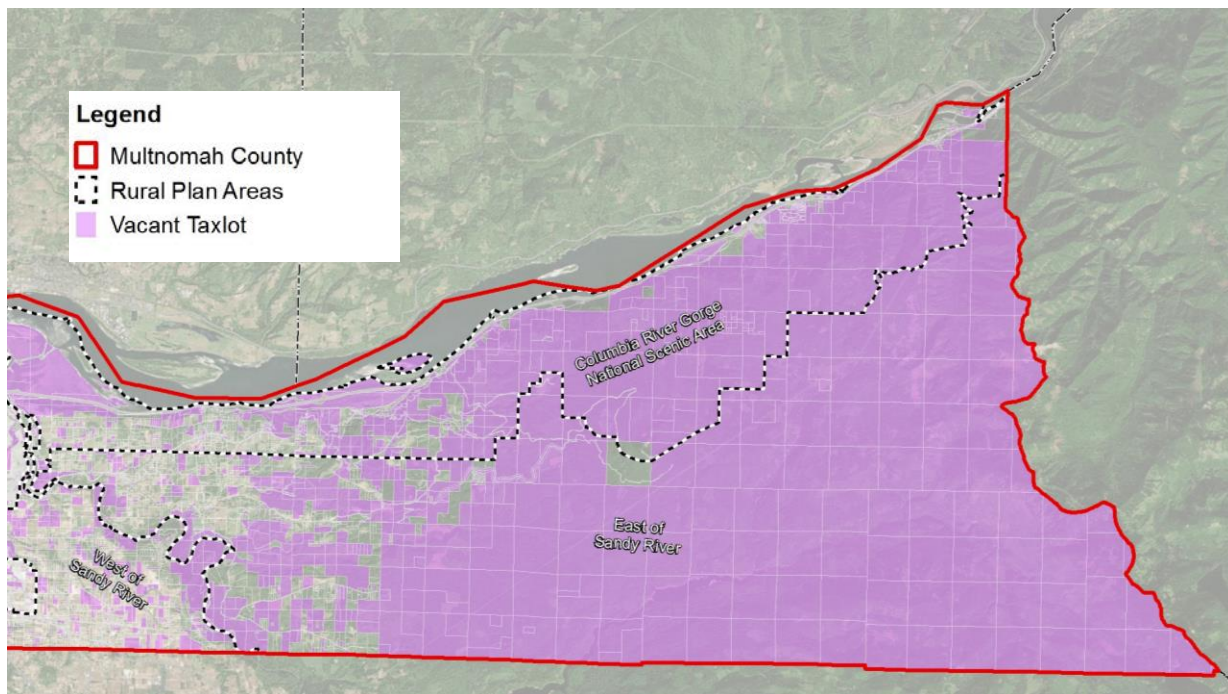 Legend
Multnomah County
Rural Plan Areas
Vacant Taxlot
Columbia River Gorge
National Scenic Area
East of
Sandy River
West of
Sandy River